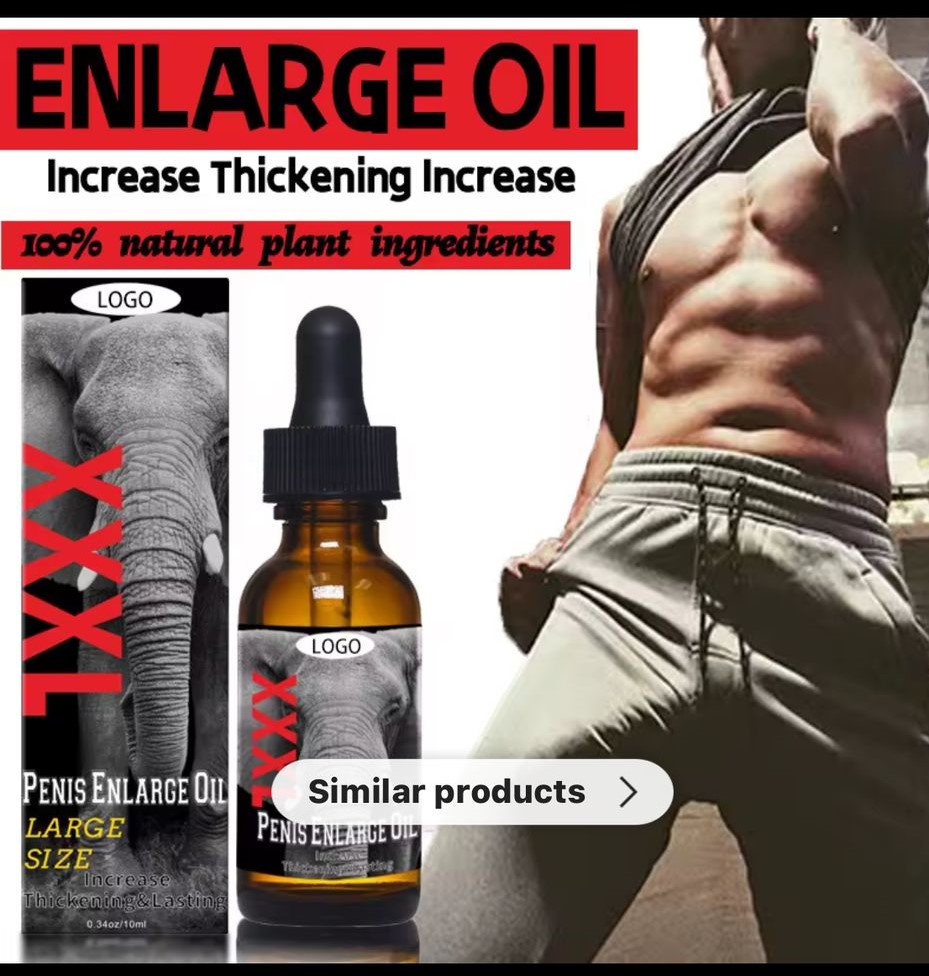 ENLARGE OIL
Increase Thickening Increase
100% natural plant ingredients
LOGO
XXXL
PENIS ENLARGE OIL
LARGE
SIZE
Increase
Thickening&Lasting
0.34oz/10ml
LOGO
XXXL
Similar products
PENIS ENLARGE OIL
Increase